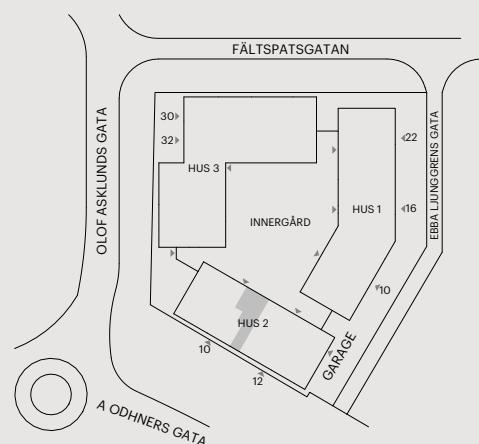 FÄLTSPATSGATAN
OLOF ASKLUNDS GATA
EBBA LJUNGGRENS GATA
30
32
22
HUS 3
INNERGÅRD
HUS 1
16
10
HUS 2
GARAGE
10
12
A ODHNERS GATA